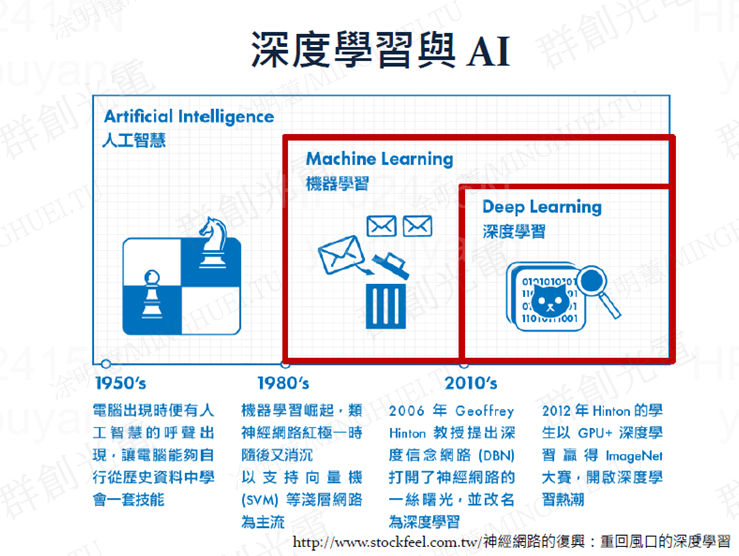 深度學習與 AI
Artificial Intelligence
人工智慧
Machine Learning
機器學習
Deep Learning
深度學習
1950's
1980's
2010's
電腦出現時便有人
工智慧的呼聲出
現，讓電腦能夠自
行從歷史資料中學
會一套技能
機器學習崛起，類
神經網路紅極一時
隨後又消沉
以支持向量機
(SVM) 等淺層網路
為主流
2006 年 Geoffrey
Hinton 教授提出深
度信念網路 (DBN)
打開了神經網路的
一絲曙光，並改名
為深度學習
2012 年 Hinton 的學
生以 GPU+ 深度學
習贏得 ImageNet
大賽，開啟深度學
習熱潮
http://www.stockfeel.com.tw/神經網路的復興：重回風口的深度學習